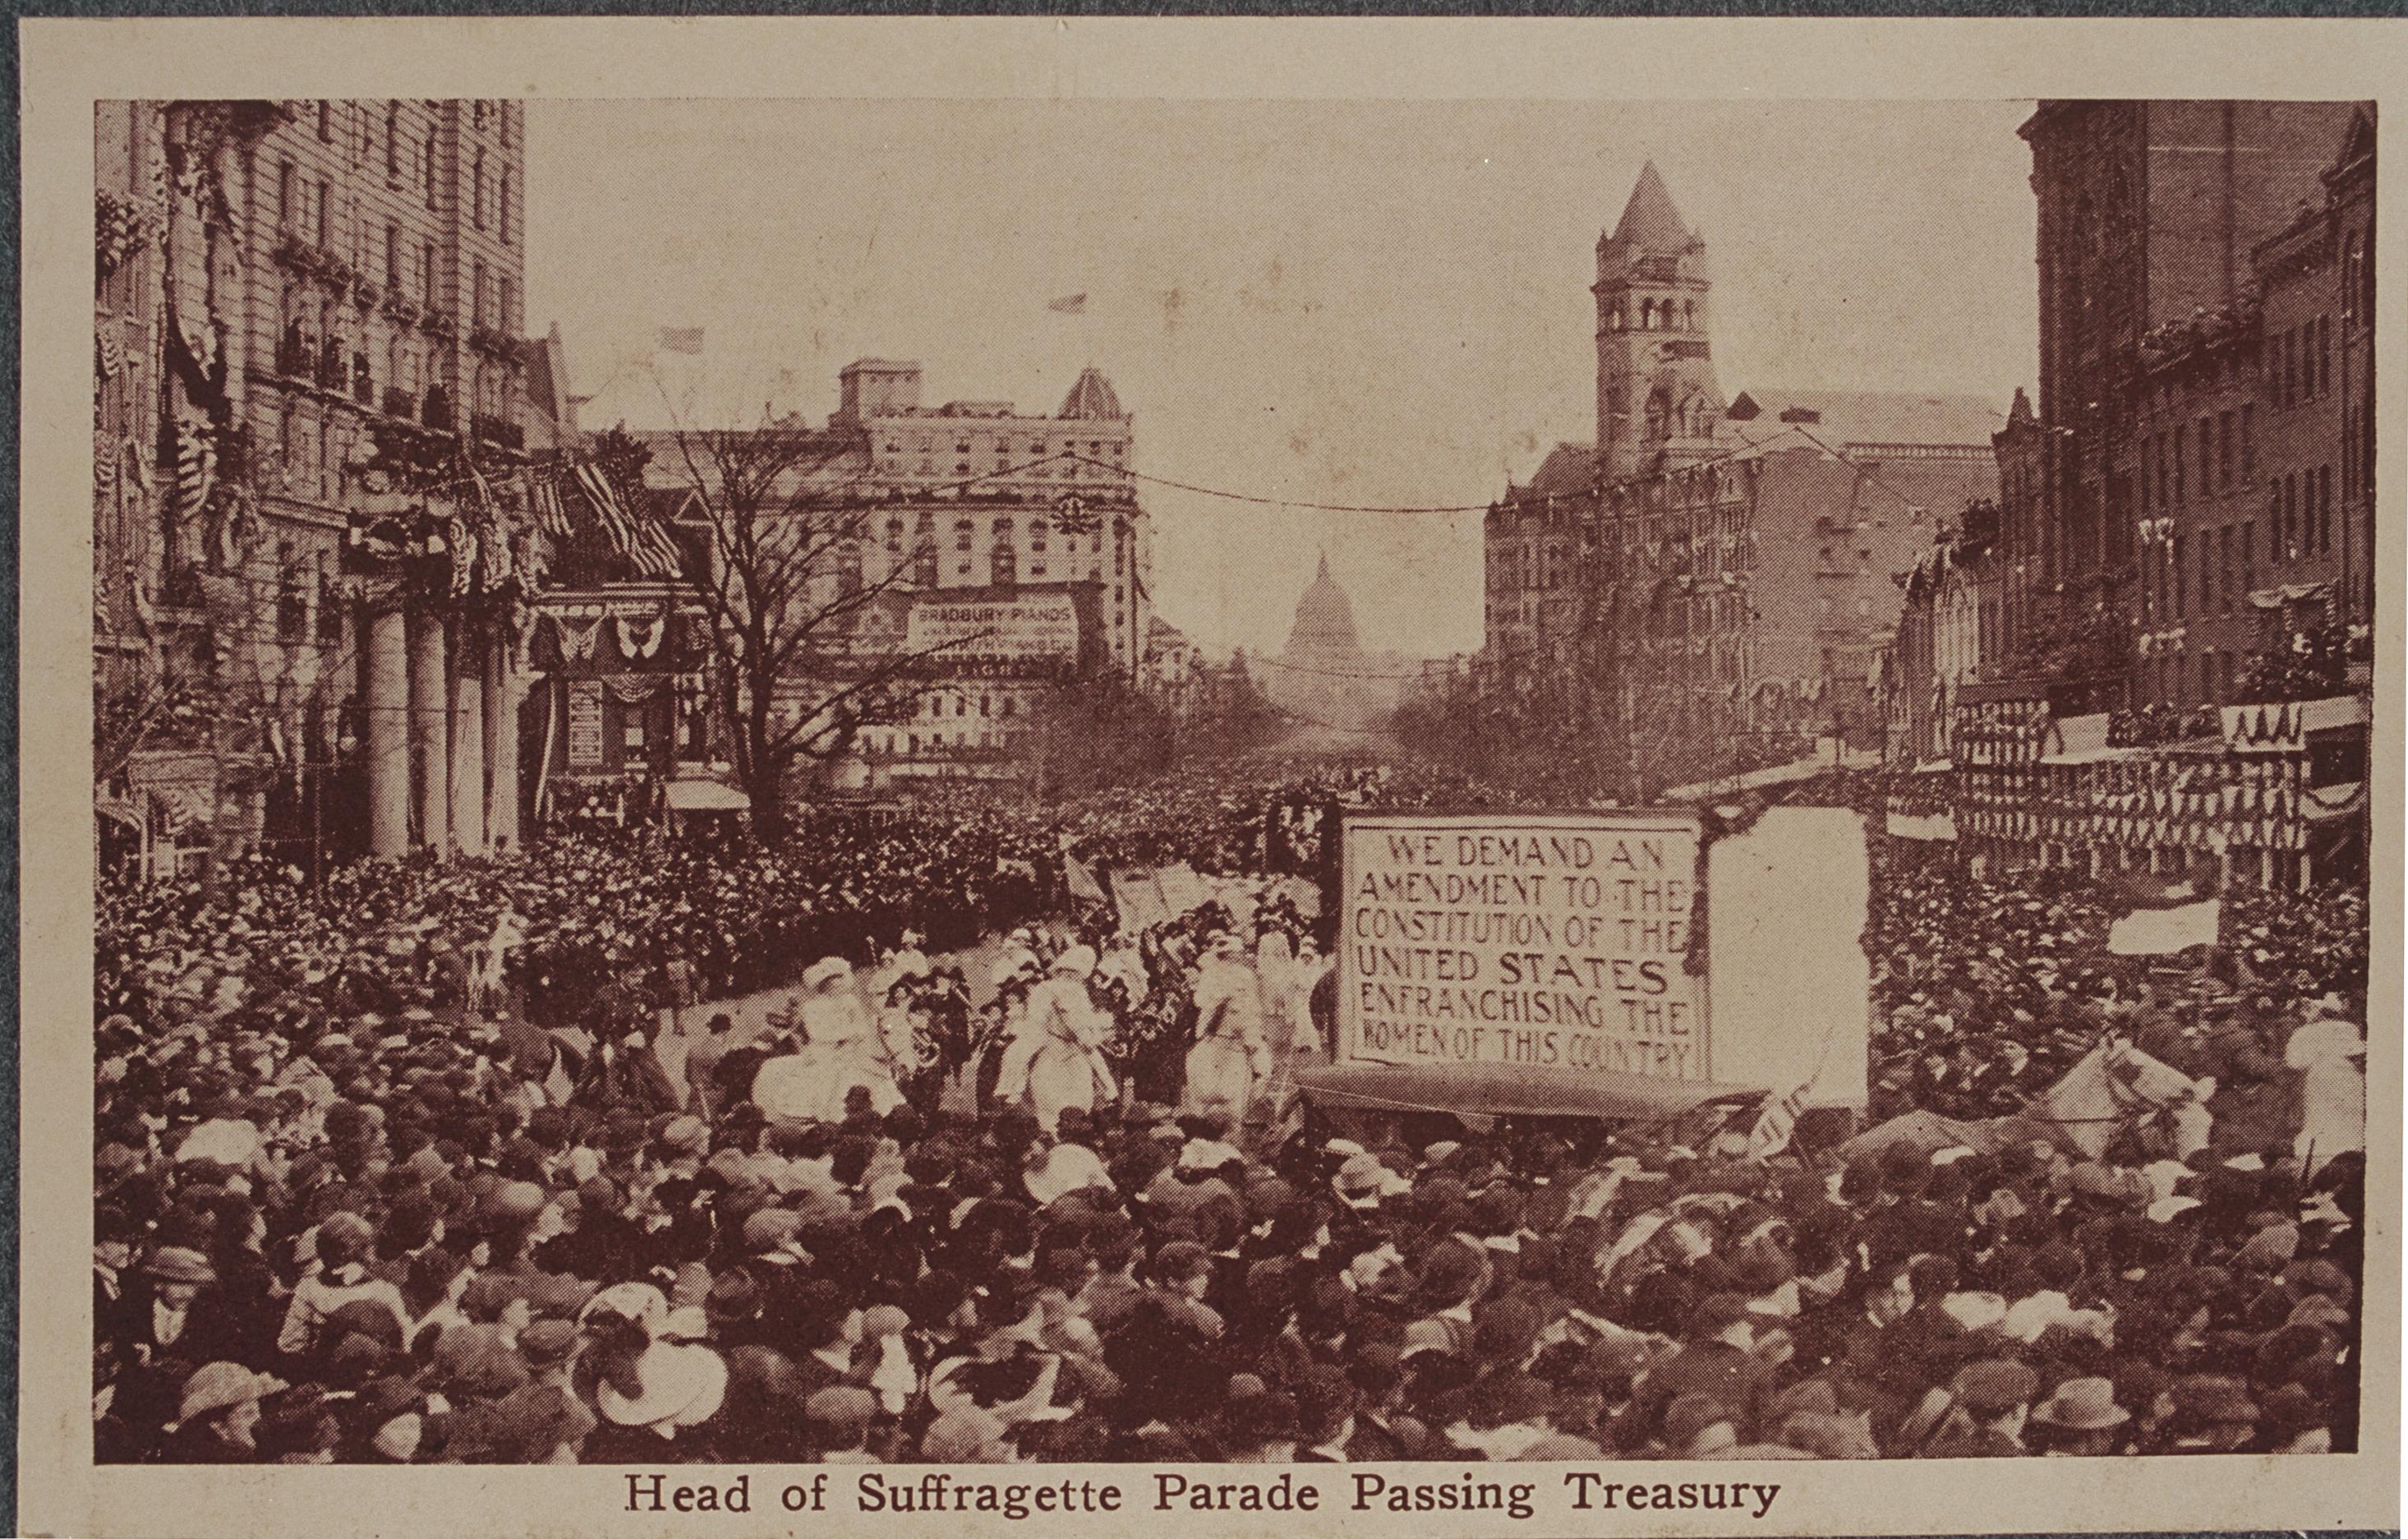 BRADBURY PIANOS
LIGH
WE DEMAND AN
AMENDMENT TO THE
CONSTITUTION OF THE
UNITED STATES
ENFRANCHISING THE
WOMEN OF THIS COUNTRY
Head of Suffragette Parade Passing Treasury